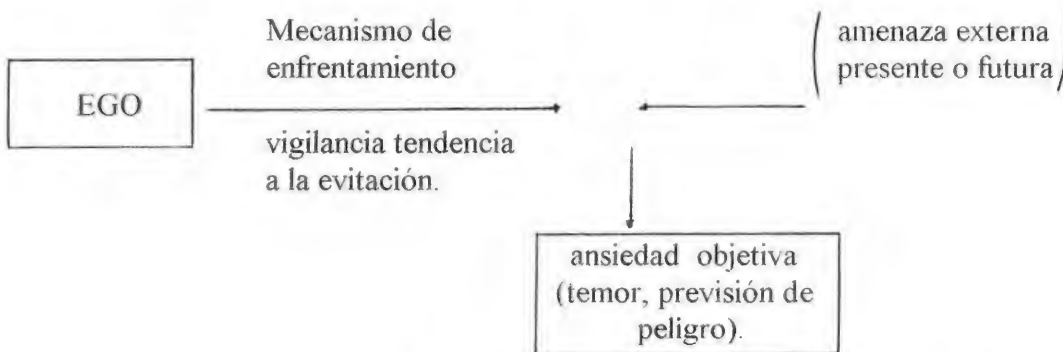 Mecanismo de
enfrentamiento
(amenaza externa
presente o futura)
EGO
vigilancia tendencia
a la evitación.
ansiedad objetiva
(temor, previsión de
peligro).